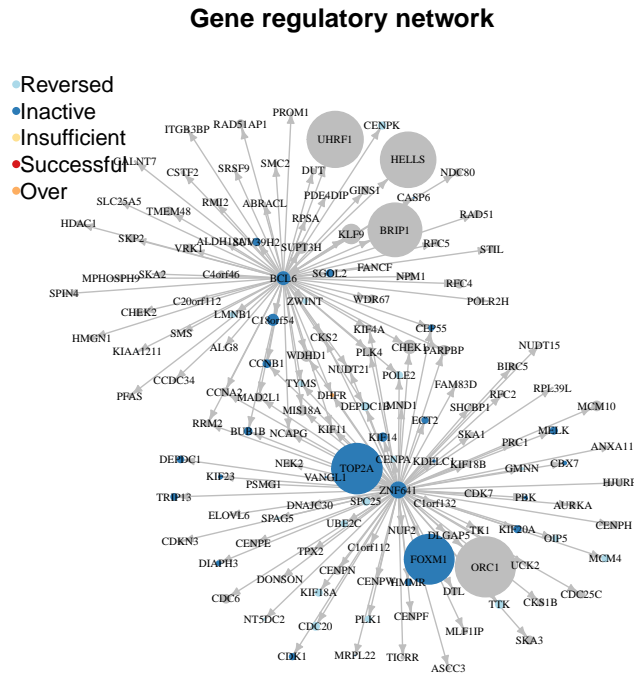 Gene regulatory network
Reversed
Inactive
Insufficient
Successful
Over
PROM1
ITGB3BP
RAD51AP1
UHRF1
CENPK
GALNT7
CSTF2
SRSF9
SMC2
DUT
HELLS
NDC80
SLC25A5
RMI2
ABRACL
PDE4DIP
GINS1
CASP6
HDAC1
TMEM48
RPSA
KLF9
BRIP1
RAD51
SKP2
VRK1
ALDH18A1
SUV39H2
SUPT3H
RFC5
STIL
MPHOSPH9
SKA2
C4orf46
BCL6
SGOL2
FANCF
NPM1
RFC4
SPIN4
C20orf112
ZWINT
WDR67
POLR2H
CHEK2
LMNB1
C18orf54
HMGN1
SMS
KIF4A
CEP55
KIAA1211
ALG8
CKS2
PLK4
CHEK1
PARPBP
NUDT15
CCDC34
CCNB1
WDHD1
NUDT21
POLE2
BIRC5
PFAS
CCNA2
MAD2L1
TYMS
DHFR
FAM83D
RFC2
RPL39L
MIS18A
DEPDC1B
MND1
SHCBP1
MCM10
RRM2
BUB1B
NCAPG
KIF11
KIF14
ECT2
SKA1
PRC1
MELK
ANXA11
DEPDC1
NEK2
TOP2A
CENPA
KDELC1
KIF18B
GMNN
CBX7
KIF23
PSMG1
VANGL1
ZNF641
HJURP
TRIP13
SPC25
C1orf132
CDK7
PBK
AURKA
ELOVL6
DNAJC30
SPAG5
UBE2C
NUF2
DLGAP5
TK1
KIF20A
CENPH
CDKN3
CENPE
C1orf112
OIP5
DIAPH3
TPX2
FOXM1
ORC1
UCK2
MCM4
DONSON
CENPN
CENPW
HMMR
DTL
CDC25C
CDC6
KIF18A
TTK
CKS1B
NT5DC2
CDC20
PLK1
CENPF
MLF1IP
SKA3
CDK1
MRPL22
TICRR
ASCC3